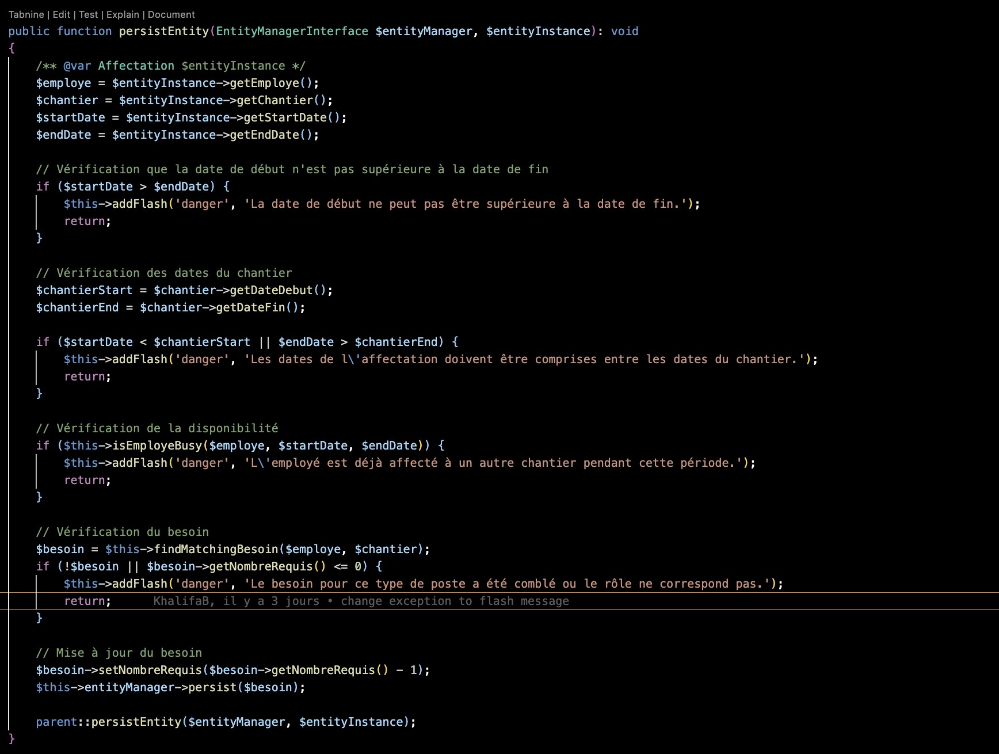 Tabnine | Edit | Test | Explain | Document
public function persistEntity(EntityManagerInterface $entityManager, $entityInstance): void
{
    /** @var Affectation $entityInstance */
    $employe = $entityInstance->getEmploye();
    $chantier = $entityInstance->getChantier();
    $startDate = $entityInstance->getStartDate();
    $endDate = $entityInstance->getEndDate();

    // Vérification que la date de début n'est pas supérieure à la date de fin
    if ($startDate > $endDate) {
        $this->addFlash('danger', 'La date de début ne peut pas être supérieure à la date de fin.');
        return;
    }

    // Vérification des dates du chantier
    $chantierStart = $chantier->getDateDebut();
    $chantierEnd = $chantier->getDateFin();

    if ($startDate < $chantierStart || $endDate > $chantierEnd) {
        $this->addFlash('danger', 'Les dates de l\'affectation doivent être comprises entre les dates du chantier.');
        return;
    }

    // Vérification de la disponibilité
    if ($this->isEmployeBusy($employe, $startDate, $endDate)) {
        $this->addFlash('danger', 'L\'employé est déjà affecté à un autre chantier pendant cette période.');
        return;
    }

    // Vérification du besoin
    $besoin = $this->findMatchingBesoin($employe, $chantier);
    if (!$besoin || $besoin->getNombreRequis() <= 0) {
        $this->addFlash('danger', 'Le besoin pour ce type de poste a été comblé ou le rôle ne correspond pas.');
        return;      KhalifaB, il y a 3 jours • change exception to flash message
    }

    // Mise à jour du besoin
    $besoin->setNombreRequis($besoin->getNombreRequis() - 1);
    $this->entityManager->persist($besoin);

    parent::persistEntity($entityManager, $entityInstance);
}